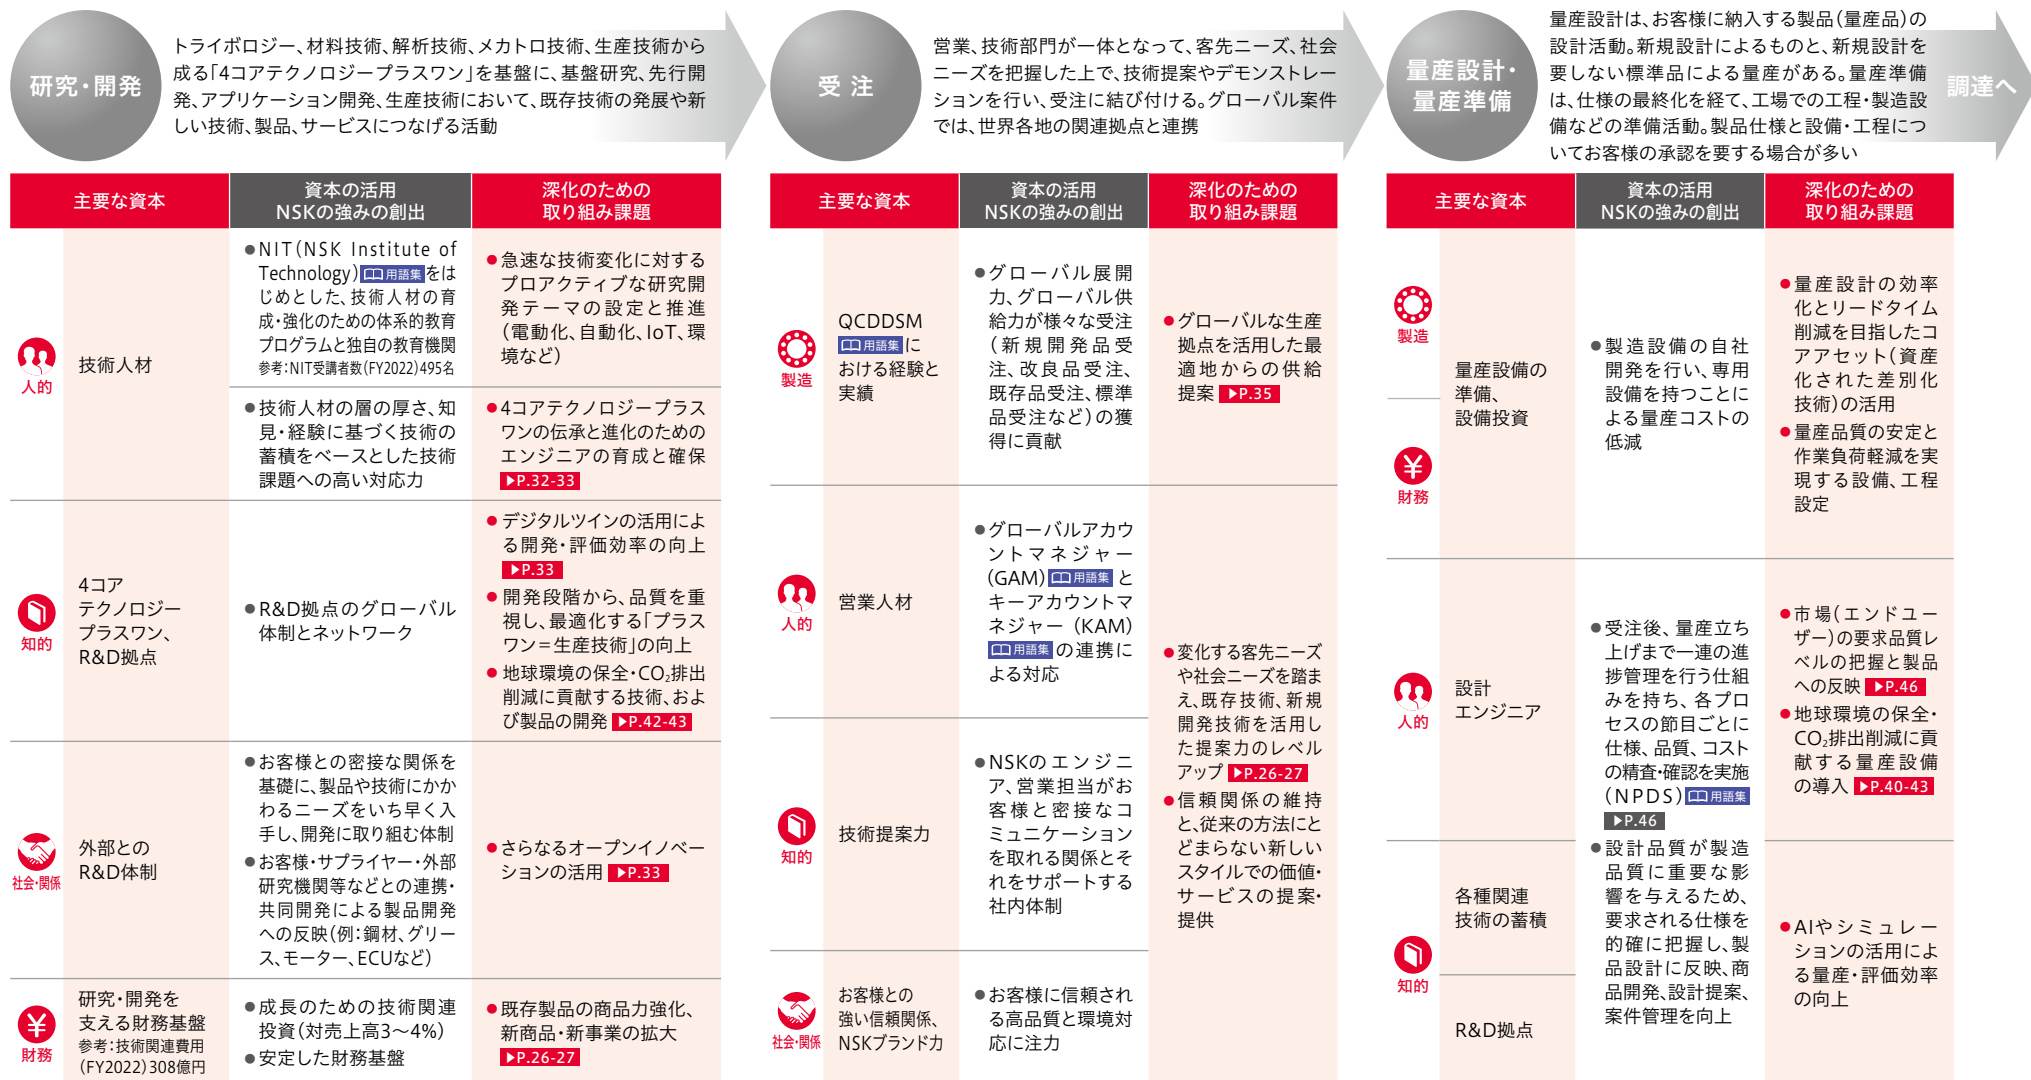 研究・開発
トライボロジー、材料技術、解析技術、メカトロ技術、生産技術から
成る「4コアテクノロジープラスワン」を基盤に、基盤研究、先行開
発、アプリケーション開発、生産技術において、既存技術の発展や新
しい技術、製品、サービスにつなげる活動
主要な資本
資本の活用
NSKの強みの創出
深化のための
取り組み課題
人的
技術人材
●NIT(NSK Institute of
Technology) 用語集 をは
じめとした、技術人材の育
成・強化のための体系的教育
プログラムと独自の教育機関
参考:NIT受講者数(FY2022)495名
●急速な技術変化に対する
プロアクティブな研究開
発テーマの設定と推進
(電動化、自動化、IoT、環
境など)
●技術人材の層の厚さ、知
見・経験に基づく技術の
蓄積をベースとした技術
課題への高い対応力
●4コアテクノロジープラス
ワンの伝承と進化のための
エンジニアの育成と確保
▶P.32-33
知的
4コア
テクノロジー
プラスワン、
R&D拠点
●R&D拠点のグローバル
体制とネットワーク
●デジタルツインの活用によ
る開発・評価効率の向上
▶P.33
●開発段階から、品質を重
視し、最適化する「プラス
ワン=生産技術」の向上
●地球環境の保全・CO₂排出
削減に貢献する技術、およ
び製品の開発 ▶P.42-43
社会・関係
外部との
R&D体制
●お客様との密接な関係を
基礎に、製品や技術にかか
わるニーズをいち早く入
手し、開発に取り組む体制
●お客様・サプライヤー・外部
研究機関等などとの連携・
共同開発による製品開発
への反映(例:鋼材、グリー
ス、モーター、ECUなど)
●さらなるオープンイノベー
ションの活用 ▶P.33
財務
研究・開発を
支える財務基盤
参考:技術関連費用
(FY2022)308億円
●成長のための技術関連
投資(対売上高3〜4%)
●安定した財務基盤
●既存製品の商品力強化、
新商品・新事業の拡大
▶P.26-27
受 注
営業、技術部門が一体となって、客先ニーズ、社会
ニーズを把握した上で、技術提案やデモンストレー
ションを行い、受注に結び付ける。グローバル案件
では、世界各地の関連拠点と連携
主要な資本
資本の活用
NSKの強みの創出
深化のための
取り組み課題
製造
QCDDSM
用語集 に
おける経験と
実績
●グローバル展開
力、グローバル供
給力が様々な受注
(新規開発品受
注、改良品受注、
既存品受注、標準
品受注など)の獲
得に貢献
●グローバルな生産
拠点を活用した最
適地からの供給
提案 ▶P.35
人的
営業人材
●グローバルアカウ
ントマネジャー
(GAM) 用語集 と
キーアカウントマ
ネジャー(KAM)
用語集 の連携に
よる対応
●変化する客先ニーズ
や社会ニーズを踏ま
え、既存技術、新規
開発技術を活用し
た提案力のレベル
アップ ▶P.26-27
●信頼関係の維持
と、従来の方法にと
どまらない新しい
スタイルでの価値・
サービスの提案・
提供
知的
技術提案力
●NSKのエンジニ
ア、営業担当がお
客様と密接なコ
ミュニケーション
を取れる関係とそ
れをサポートする
社内体制
社会・関係
お客様との
強い信頼関係、
NSKブランド力
●お客様に信頼され
る高品質と環境対
応に注力
量産設計・
量産準備
量産設計は、お客様に納入する製品(量産品)の
設計活動。新規設計によるものと、新規設計を
要しない標準品による量産がある。量産準備
は、仕様の最終化を経て、工場での工程・製造設
備などの準備活動。製品仕様と設備・工程につ
いてお客様の承認を要する場合が多い
調達へ
主要な資本
資本の活用
NSKの強みの創出
深化のための
取り組み課題
製造
財務
量産設備の
準備、
設備投資
●製造設備の自社
開発を行い、専用
設備を持つことに
よる量産コストの
低減
●量産設計の効率
化とリードタイム
削減を目指したコ
アアセット(資産
化された差別化
技術)の活用
●量産品質の安定と
作業負荷軽減を実
現する設備、工程
設定
人的
設計
エンジニア
●受注後、量産立ち
上げまで一連の進
捗管理を行う仕組
みを持ち、各プロ
セスの節目ごとに
仕様、品質、コスト
の精査・確認を実施
(NPDS) 用語集
▶P.46
●市場(エンドユー
ザー)の要求品質レ
ベルの把握と製品
への反映 ▶P.46
●地球環境の保全・
CO₂排出削減に貢
献する量産設備
の導入 ▶P.40-43
知的
各種関連
技術の蓄積
R&D拠点
●設計品質が製造
品質に重要な影
響を与えるため、
要求される仕様を
的確に把握し、製
品設計に反映、商
品開発、設計提案、
案件管理を向上
●AIやシミュレー
ションの活用によ
る量産・評価効率
の向上